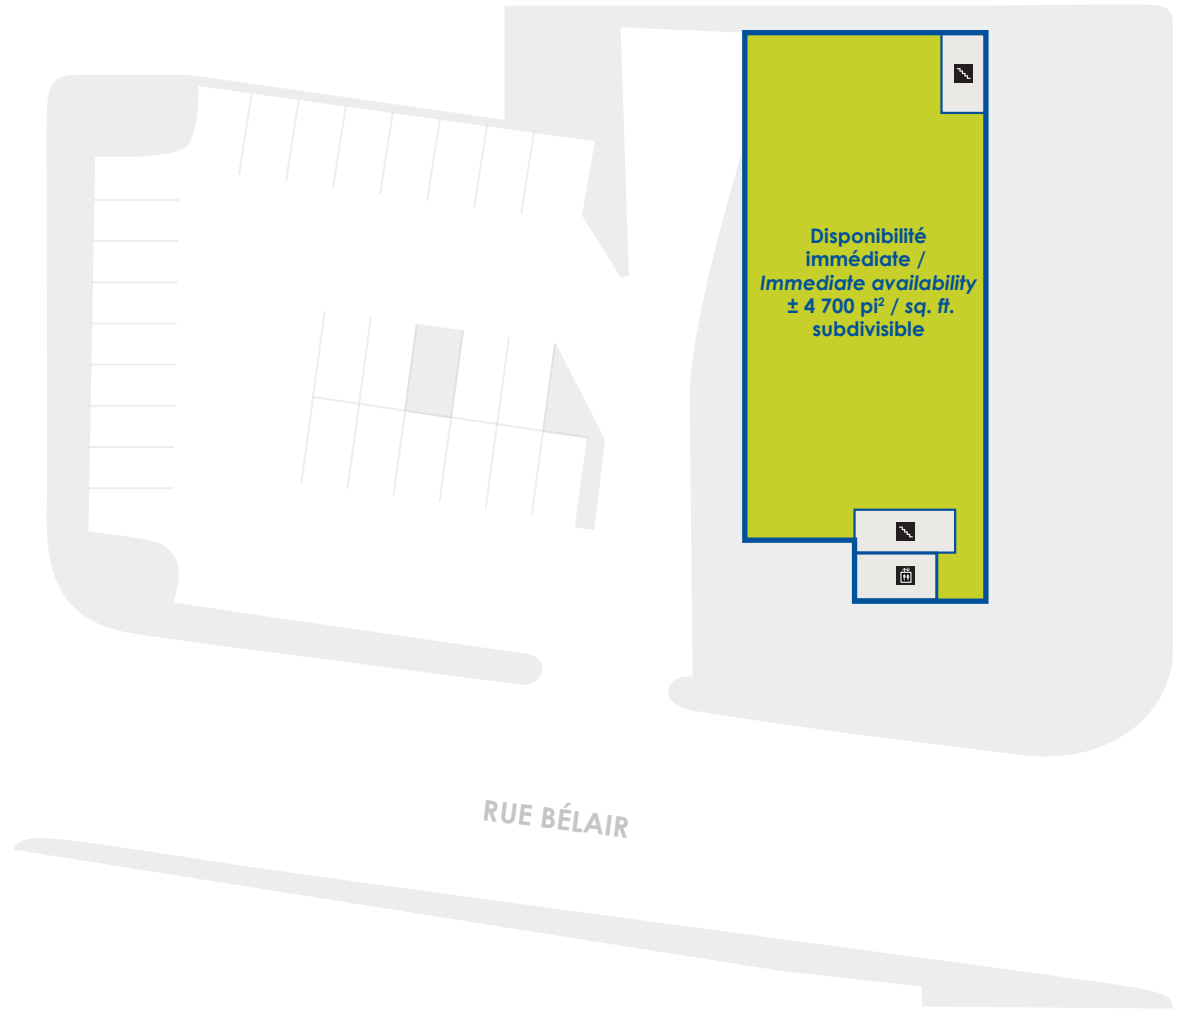 Disponibilité
immédiate /
Immediate availability
± 4 700 pi² / sq. ft.
subdivisible
RUE BÉLAIR